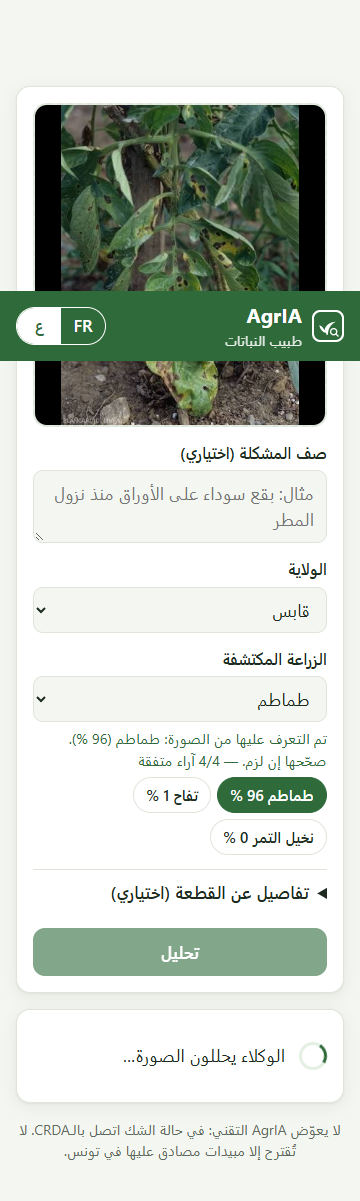 AgrIA
طبيب النباتات
FR
ع
صف المشكلة (اختياري)
مثال: بقع سوداء على الأوراق منذ نزول
المطر
الولاية
قابس
الزراعة المكتشفة
طماطم
تم التعرف عليها من الصورة: طماطم (96 %).
صحّحها إن لزم. — 4/4 آراء متفقة
طماطم 96 %
تفاح 1 %
نخيل التمر 0 %
تفاصيل عن القطعة (اختياري)
تحليل
الوكلاء يحللون الصورة...
لا يعوّض AgrIA التقني: في حالة الشك اتصل بالـCRDA. لا
تُقترح إلا مبيدات مصادق عليها في تونس.